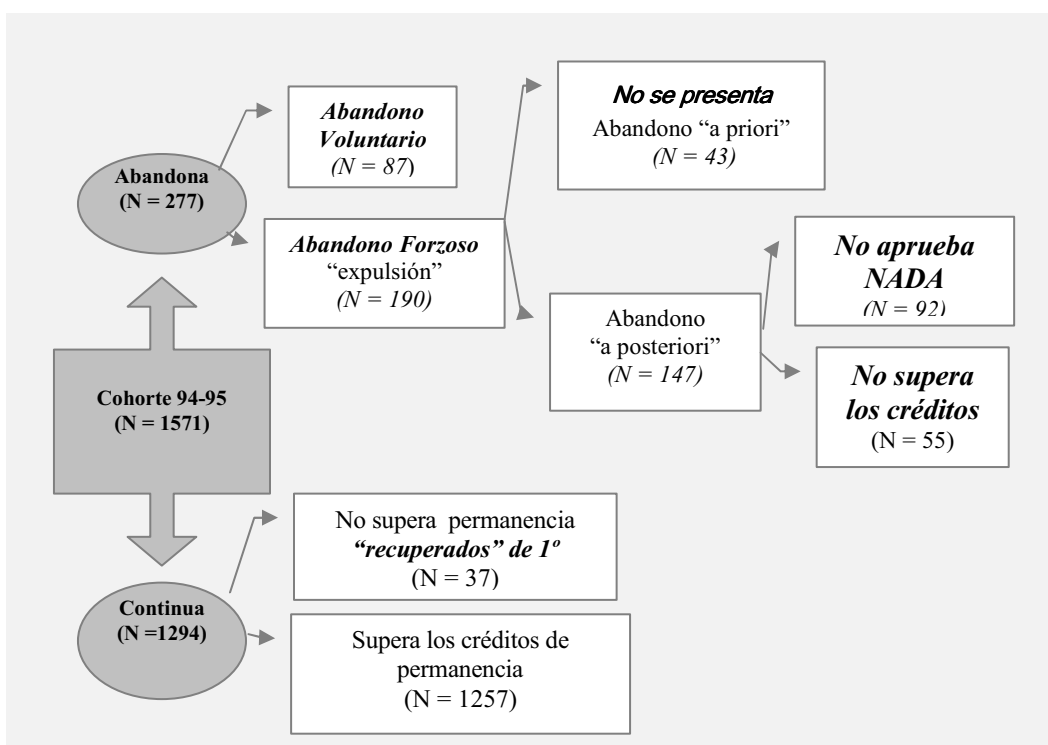 Abandona
(N = 277)
Abandono
Voluntario
(N = 87)
Abandono Forzoso
“expulsión”
(N = 190)
No se presenta
Abandono “a priori”
(N = 43)
Abandono
“a posteriori”
(N = 147)
No aprueba
NADA
(N = 92)
No supera
los créditos
(N = 55)
Cohorte 94-95
(N = 1571)
Continua
(N =1294)
No supera permanencia
“recuperados” de 1º
(N = 37)
Supera los créditos de
permanencia
(N = 1257)